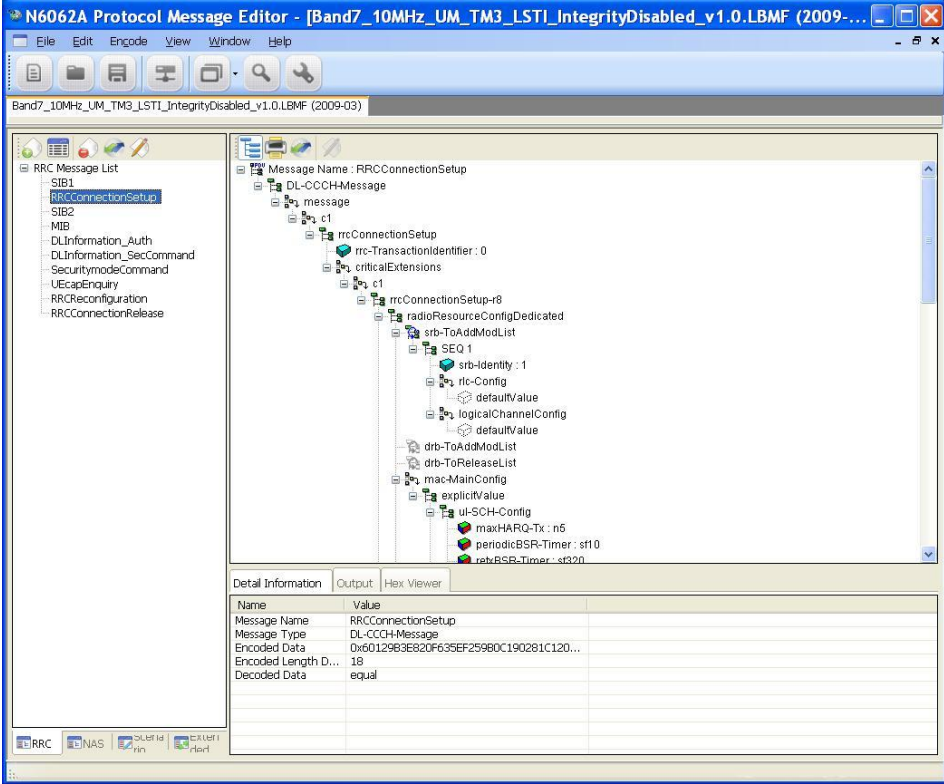 N6062A Protocol Message Editor - [Band7_10MHz_UM_TM3_LSTI_IntegrityDisabled_v1.0.LBMF (2009-...
File Edit Encode View Window Help
Band7_10MHz_UM_TM3_LSTI_IntegrityDisabled_v1.0.LBMF (2009-03)
RRC Message List
SIB1
RRCConnectionSetup
SIB2
MIB
DLInformation_Auth
DLInformation_SecCommand
SecuritymodeCommand
UEcapEnquiry
RRCReconfiguration
RRCConnectionRelease
Message Name : RRCConnectionSetup
DL-CCCH-Message
message
c1
rrcConnectionSetup
rrc-TransactionIdentifier : 0
criticalExtensions
c1
rrcConnectionSetup-r8
radioResourceConfigDedicated
srb-ToAddModList
SEQ 1
srb-Identity : 1
rlc-Config
defaultValue
logicalChannelConfig
defaultValue
drb-ToAddModList
drb-ToReleaseList
mac-MainConfig
explicitValue
ul-SCH-Config
maxHARQ-Tx : n5
periodicBSR-Timer : sf10
retxBSR-Timer : sf320
Detail Information Output Hex Viewer
Name Value
Message Name RRCConnectionSetup
Message Type DL-CCCH-Message
Encoded Data 0x60129B3E820F635EF259B0C190281C120...
Encoded Length D... 18
Decoded Data equal
RRC NAS Scenario Extended